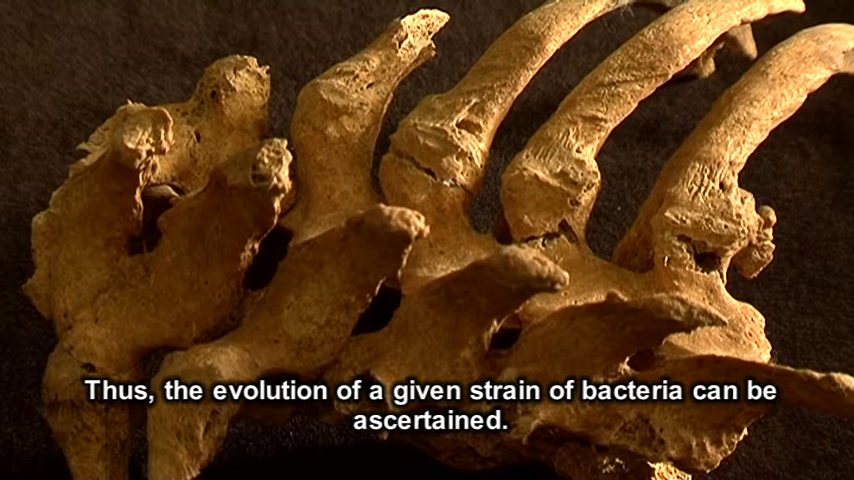 Thus, the evolution of a given strain of bacteria can be
ascertained.